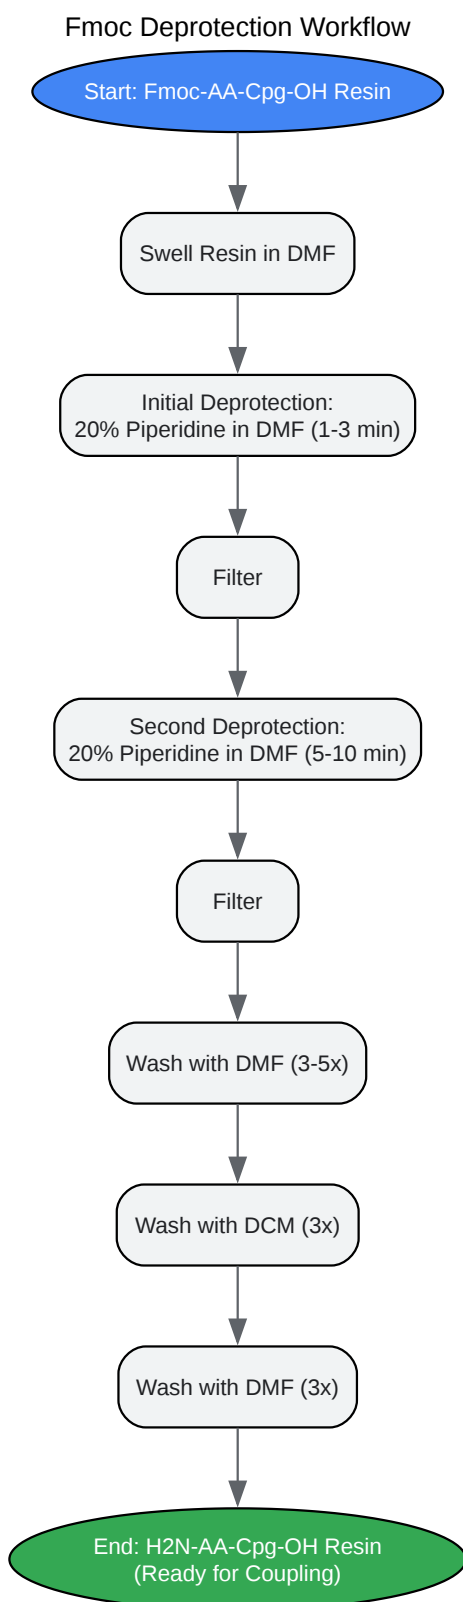 Fmoc Deprotection Workflow
Start: Fmoc-AA-Cpg-OH Resin
Swell Resin in DMF
Initial Deprotection:
20% Piperidine in DMF (1-3 min)
Filter
Second Deprotection:
20% Piperidine in DMF (5-10 min)
Filter
Wash with DMF (3-5x)
Wash with DCM (3x)
Wash with DMF (3x)
End: H2N-AA-Cpg-OH Resin
(Ready for Coupling)